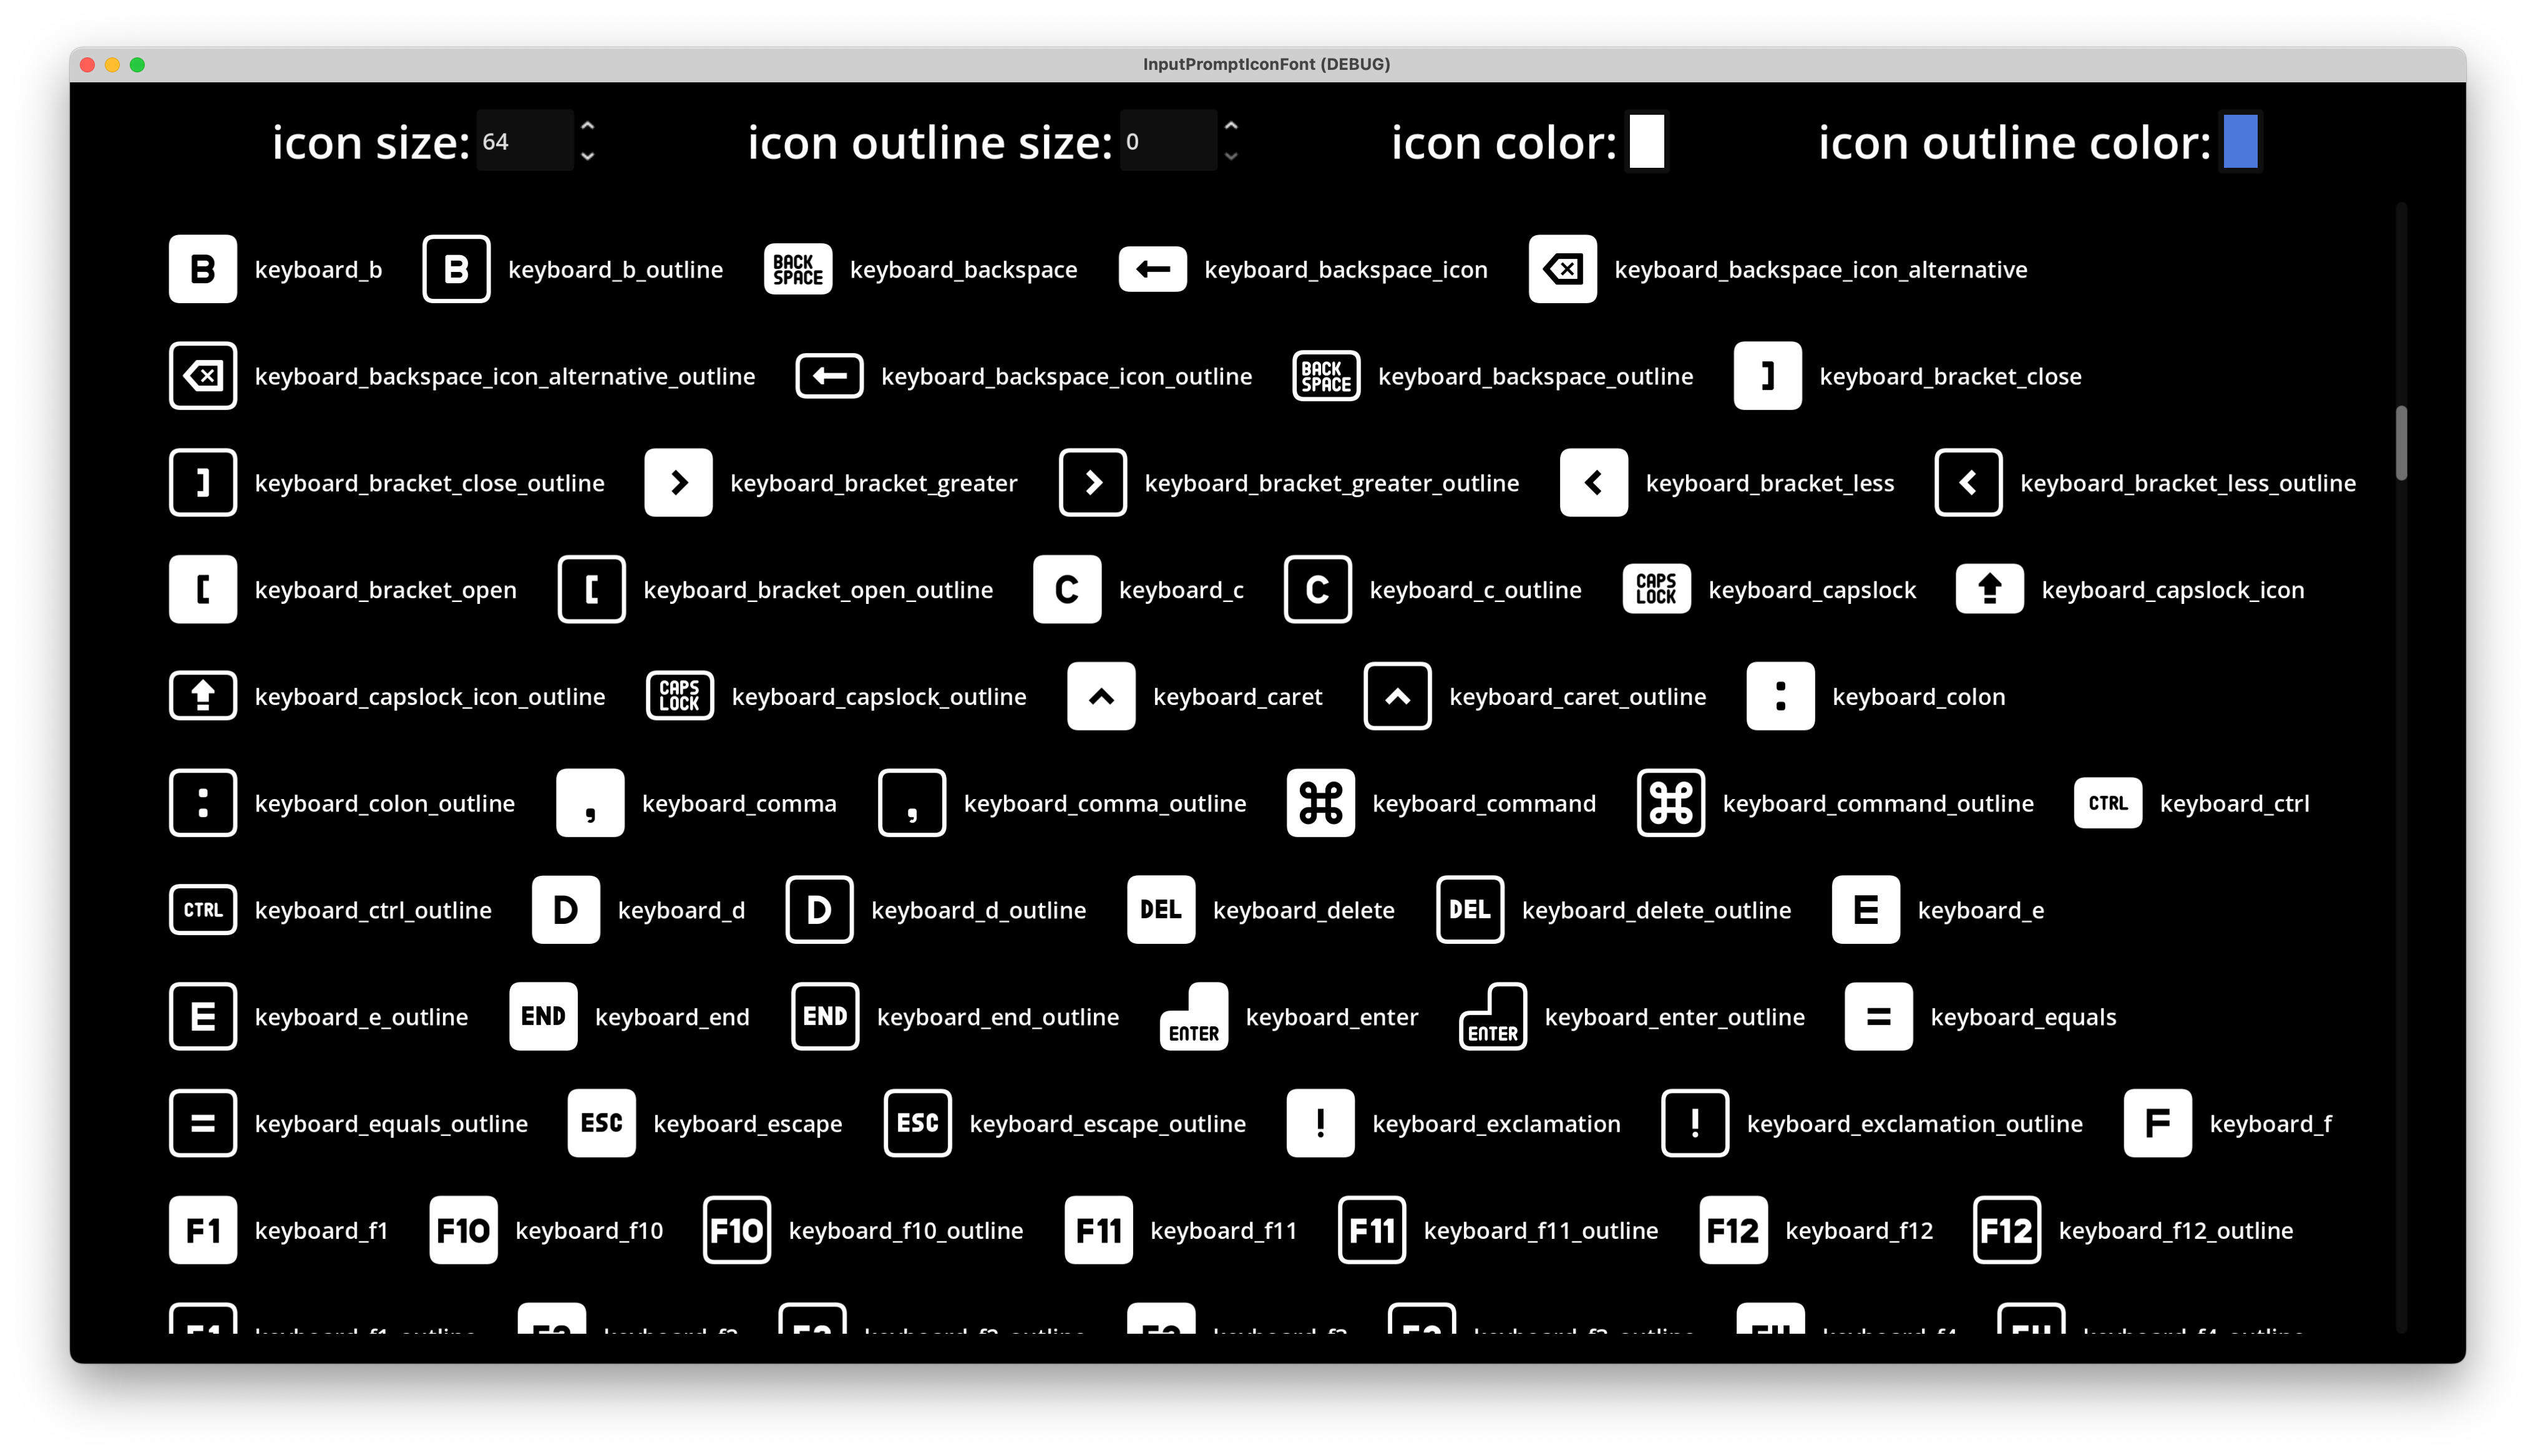 InputPromptIconFont (DEBUG)
icon size: 64 icon outline size: 0 icon color: icon outline color:
B keyboard_b B keyboard_b_outline BACK SPACE keyboard_backspace keyboard_backspace_icon keyboard_backspace_icon_alternative
keyboard_backspace_icon_alternative_outline keyboard_backspace_icon_outline BACK SPACE keyboard_backspace_outline ] keyboard_bracket_close
] keyboard_bracket_close_outline > keyboard_bracket_greater > keyboard_bracket_greater_outline < keyboard_bracket_less < keyboard_bracket_less_outline
[ keyboard_bracket_open [ keyboard_bracket_open_outline C keyboard_c C keyboard_c_outline CAPS LOCK keyboard_capslock keyboard_capslock_icon
keyboard_capslock_icon_outline CAPS LOCK keyboard_capslock_outline ^ keyboard_caret ^ keyboard_caret_outline : keyboard_colon
: keyboard_colon_outline , keyboard_comma , keyboard_comma_outline ⌘ keyboard_command ⌘ keyboard_command_outline CTRL keyboard_ctrl
CTRL keyboard_ctrl_outline D keyboard_d D keyboard_d_outline DEL keyboard_delete DEL keyboard_delete_outline E keyboard_e
E keyboard_e_outline END keyboard_end END keyboard_end_outline ENTER keyboard_enter ENTER keyboard_enter_outline = keyboard_equals
= keyboard_equals_outline ESC keyboard_escape ESC keyboard_escape_outline ! keyboard_exclamation ! keyboard_exclamation_outline F keyboard_f
F1 keyboard_f1 F10 keyboard_f10 F10 keyboard_f10_outline F11 keyboard_f11 F11 keyboard_f11_outline F12 keyboard_f12 F12 keyboard_f12_outline